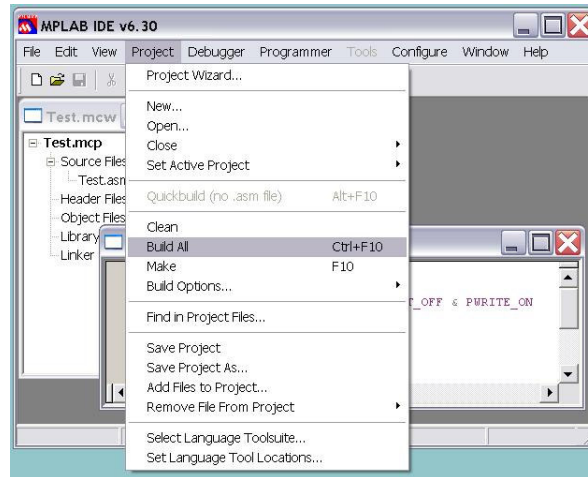 MPLAB IDE v6.30
File Edit View Project Debugger Programmer Tools Configure Window Help
Project Wizard...
New...
Open...
Close
Set Active Project
Quickbuild (no .asm file) Alt+F10
Clean
Build All Ctrl+F10
Make F10
Build Options...
Find in Project Files...
Save Project
Save Project As...
Add Files to Project...
Remove File From Project
Select Language Toolsuite...
Set Language Tool Locations...
Test.mcw
Test.mcp
Source Files
Test.asm
Header Files
Object Files
Library
Linker
T_OFF & PWRITE_ON